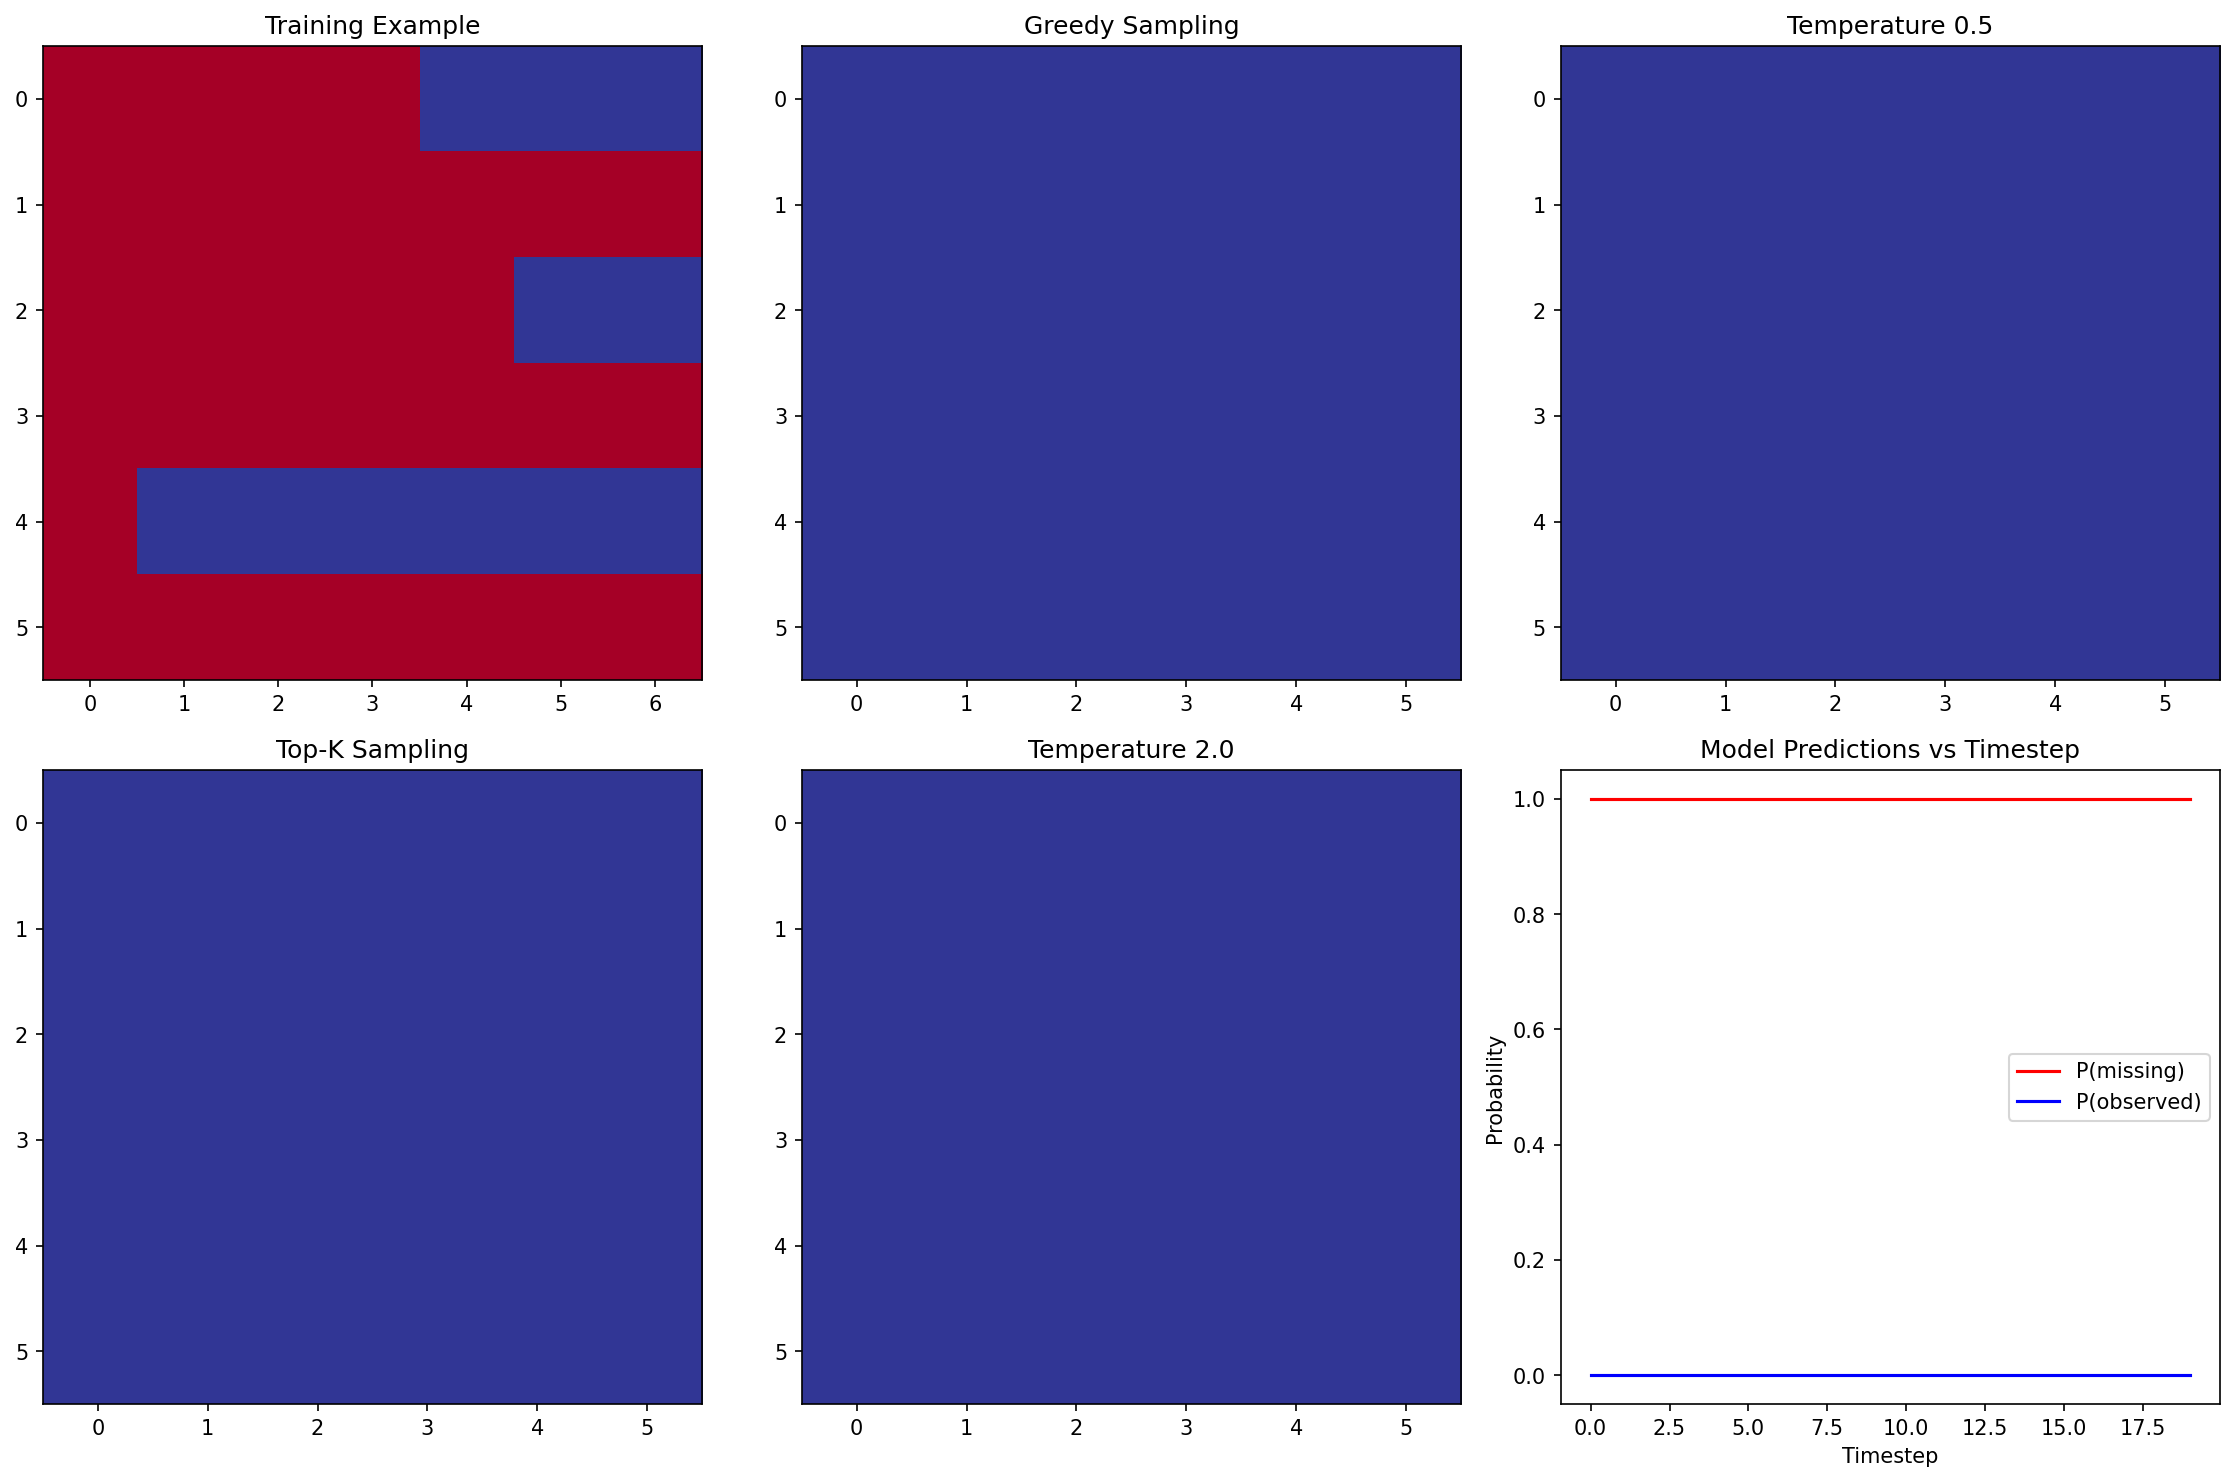 Training Example
0
1
2
3
4
5
0 1 2 3 4 5 6
Greedy Sampling
0
1
2
3
4
5
0 1 2 3 4 5
Temperature 0.5
0
1
2
3
4
5
0 1 2 3 4 5
Top-K Sampling
0
1
2
3
4
5
0 1 2 3 4 5
Temperature 2.0
0
1
2
3
4
5
0 1 2 3 4 5
Model Predictions vs Timestep
Probability
1.0
0.8
0.6
0.4
0.2
0.0
P(missing)
P(observed)
0.0 2.5 5.0 7.5 10.0 12.5 15.0 17.5
Timestep